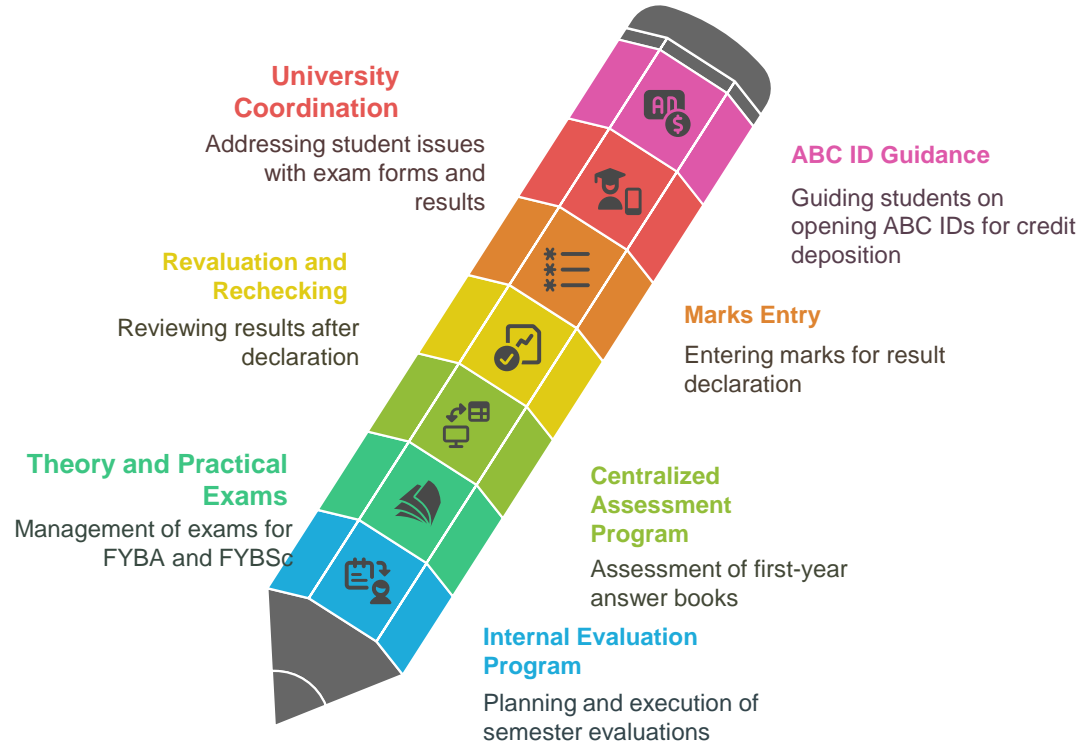 University
Coordination
Addressing student issues
with exam forms and
results
ABC ID Guidance
Guiding students on
opening ABC IDs for credit
deposition
Revaluation and
Rechecking
Reviewing results after
declaration
Marks Entry
Entering marks for result
declaration
Theory and Practical
Exams
Management of exams for
FYBA and FYBSc
Centralized
Assessment
Program
Assessment of first-year
answer books
Internal Evaluation
Program
Planning and execution of
semester evaluations
AD
$